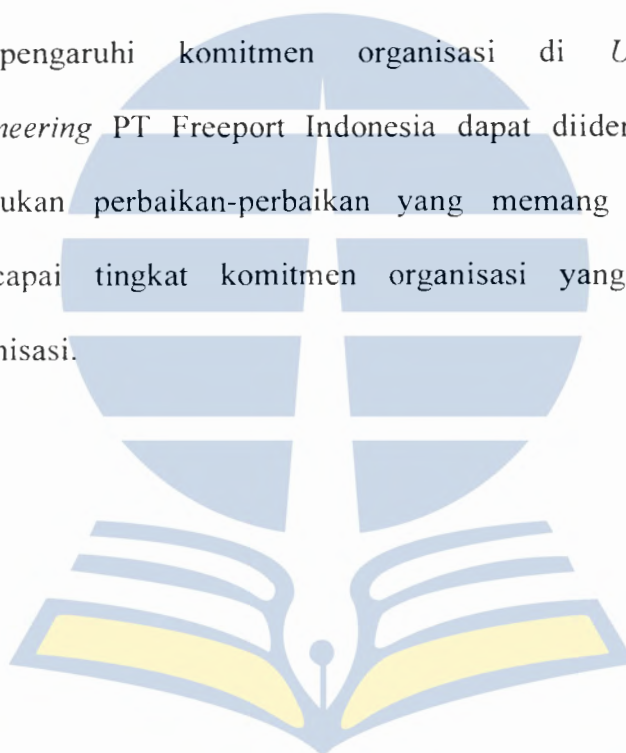 pengaruhi komitmen organisasi di U
neering PT Freeport Indonesia dapat diiden
ukan perbaikan-perbaikan yang memang
capai tingkat komitmen organisasi yang
nisasi.